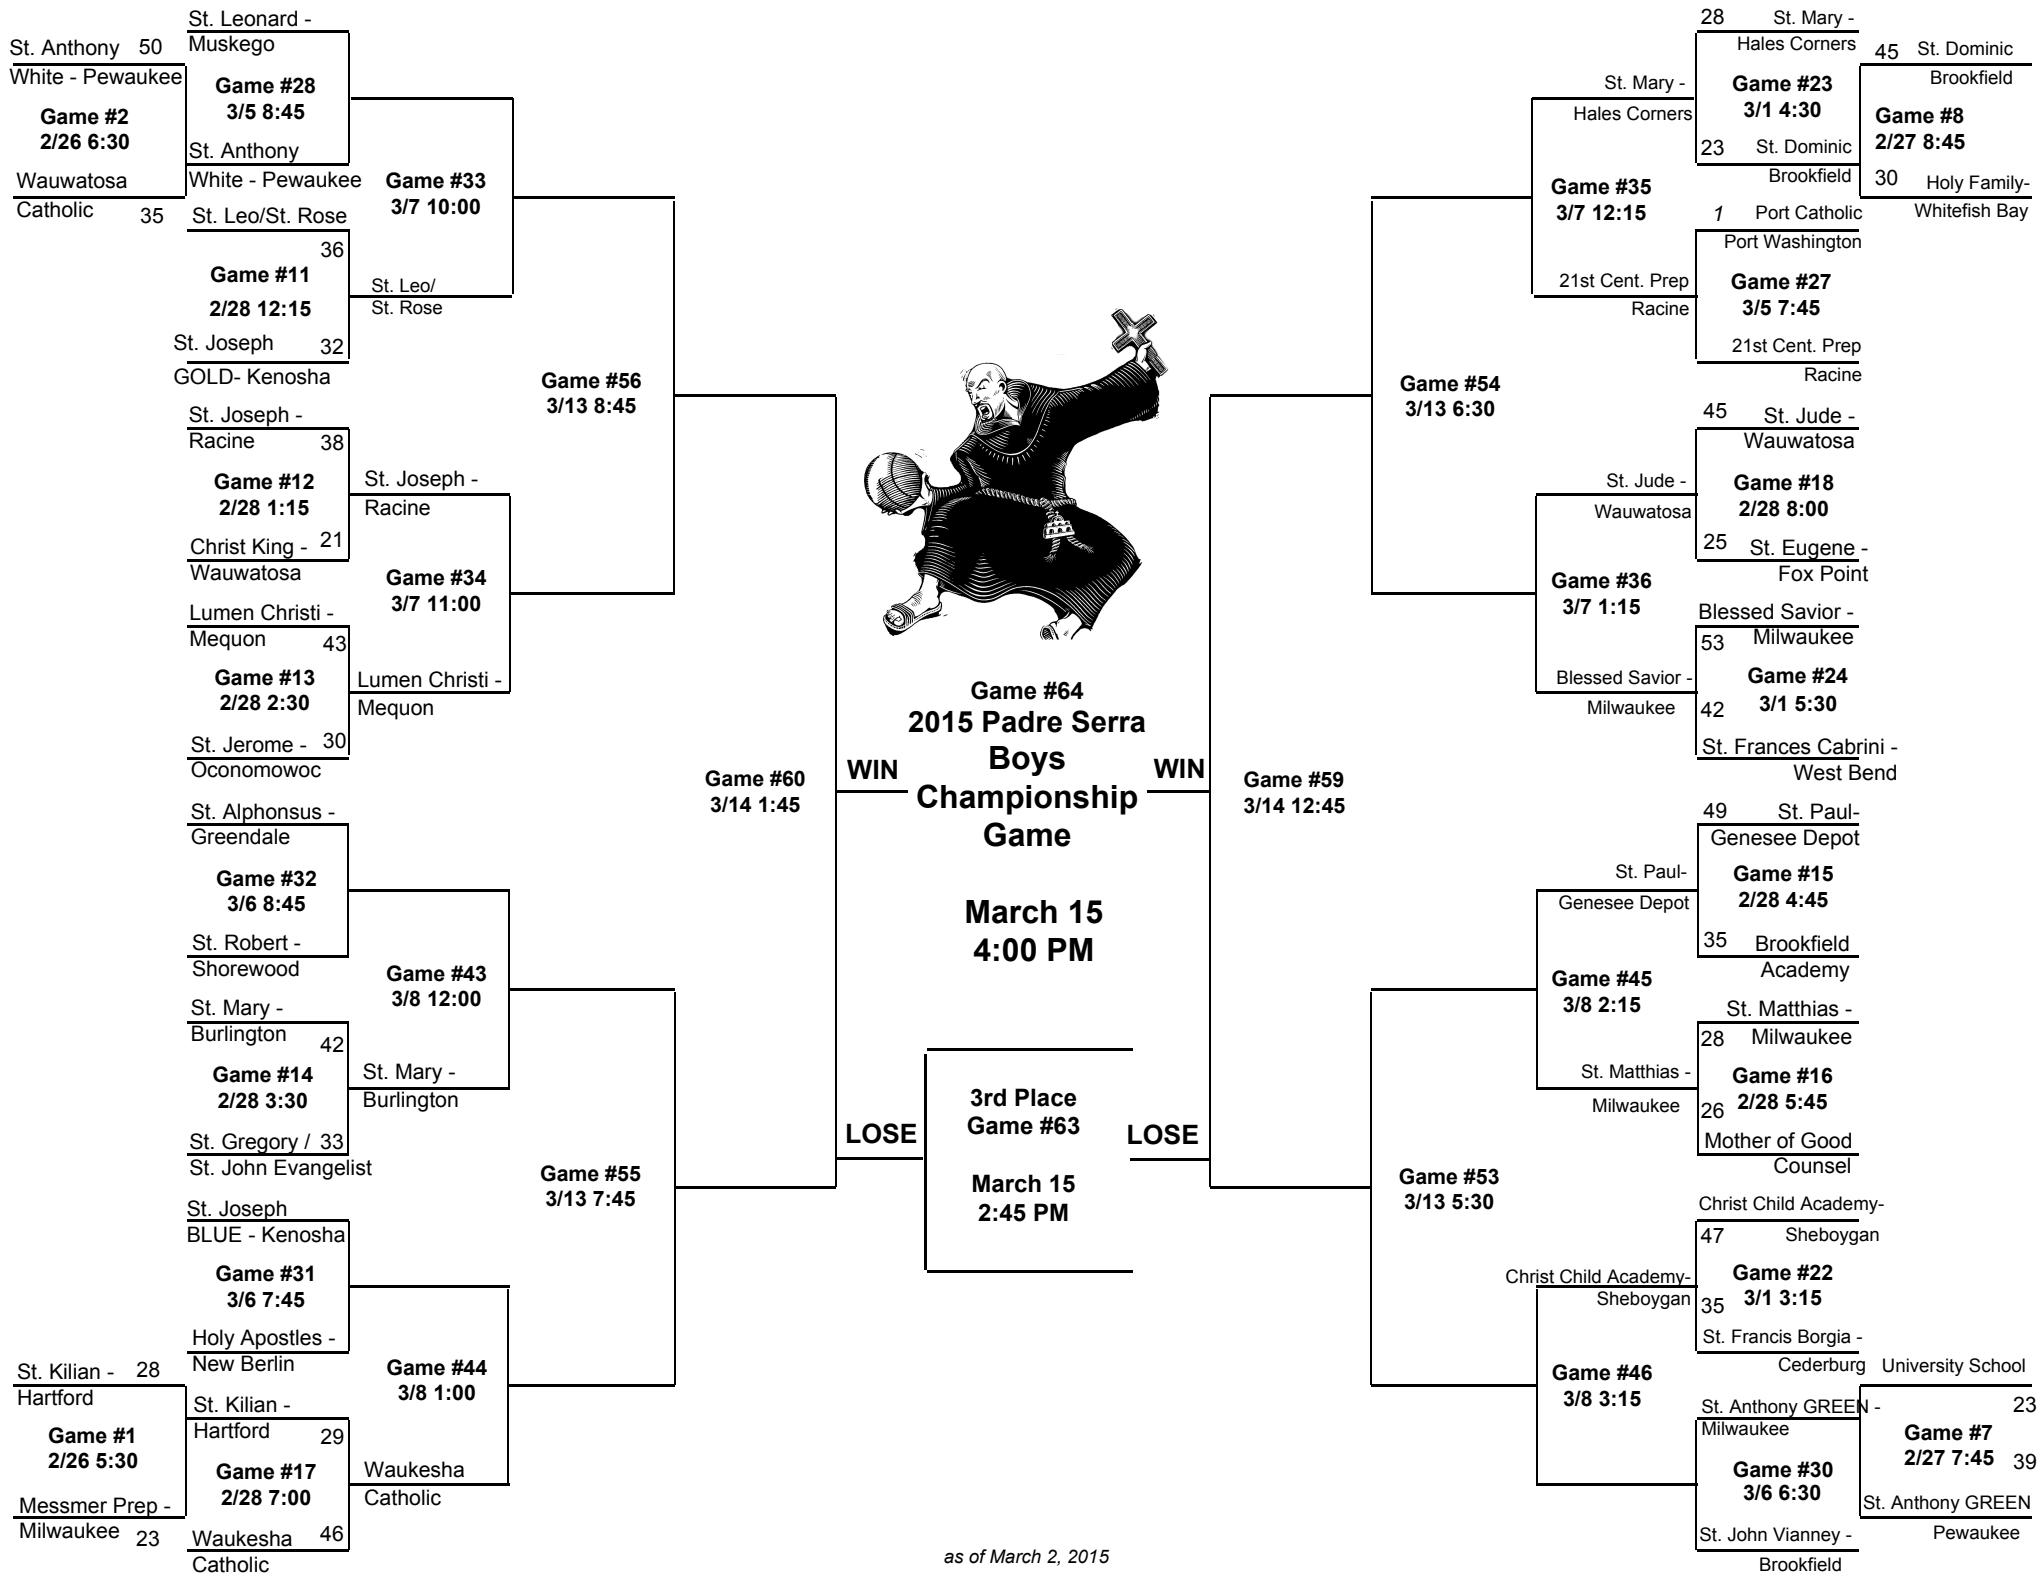 St. Anthony 50
White - Pewaukee
Game #2
2/26 6:30
Wauwatosa
Catholic 35
St. Leonard -
Muskego
Game #28
3/5 8:45
St. Anthony
White - Pewaukee
St. Leo/St. Rose
36
Game #11
2/28 12:15
St. Joseph 32
GOLD- Kenosha
St. Joseph -
Racine 38
Game #12
2/28 1:15
Christ King - 21
Wauwatosa
Lumen Christi -
Mequon 43
Game #13
2/28 2:30
St. Jerome - 30
Oconomowoc
St. Alphonsus -
Greendale
Game #32
3/6 8:45
St. Robert -
Shorewood
St. Mary -
Burlington
42
Game #14
2/28 3:30
St. Gregory / 33
St. John Evangelist
St. Joseph
BLUE - Kenosha
Game #31
3/6 7:45
Holy Apostles -
New Berlin
St. Kilian - 28
Hartford
Game #1
2/26 5:30
Messmer Prep -
Milwaukee 23
St. Kilian -
Hartford 29
Game #17
2/28 7:00
Waukesha 46
Catholic
Game #33
3/7 10:00
St. Leo/
St. Rose
St. Joseph -
Racine
Game #34
3/7 11:00
Lumen Christi -
Mequon
Game #43
3/8 12:00
St. Mary -
Burlington
Game #44
3/8 1:00
Waukesha
Catholic
Game #56
3/13 8:45
Game #55
3/13 7:45
Game #60
3/14 1:45
WIN
LOSE
Game #64
2015 Padre Serra
Boys
Championship
Game
March 15
4:00 PM
3rd Place
Game #63
March 15
2:45 PM
as of March 2, 2015
WIN
LOSE
Game #59
3/14 12:45
Game #54
3/13 6:30
Game #53
3/13 5:30
St. Mary -
Hales Corners
Game #35
3/7 12:15
21st Cent. Prep
Racine
St. Jude -
Wauwatosa
Game #36
3/7 1:15
Blessed Savior -
Milwaukee
St. Paul-
Genesee Depot
Game #45
3/8 2:15
St. Matthias -
Milwaukee
Christ Child Academy-
Sheboygan
Game #46
3/8 3:15
28 St. Mary -
Hales Corners
Game #23
3/1 4:30
23 St. Dominic
Brookfield
1 Port Catholic
Port Washington
Game #27
3/5 7:45
21st Cent. Prep
Racine
45 St. Jude -
Wauwatosa
Game #18
2/28 8:00
25 St. Eugene -
Fox Point
Blessed Savior -
53 Milwaukee
Game #24
3/1 5:30
42
St. Frances Cabrini -
West Bend
49 St. Paul-
Genesee Depot
Game #15
2/28 4:45
35 Brookfield
Academy
St. Matthias -
28 Milwaukee
Game #16
26 2/28 5:45
Mother of Good
Counsel
Christ Child Academy-
47 Sheboygan
Game #22
35 3/1 3:15
St. Francis Borgia -
Cederburg
St. Anthony GREEN -
Milwaukee
Game #30
3/6 6:30
St. John Vianney -
Brookfield
45 St. Dominic
Brookfield
Game #8
2/27 8:45
30 Holy Family-
Whitefish Bay
University School
23
Game #7
2/27 7:45 39
St. Anthony GREEN
Pewaukee